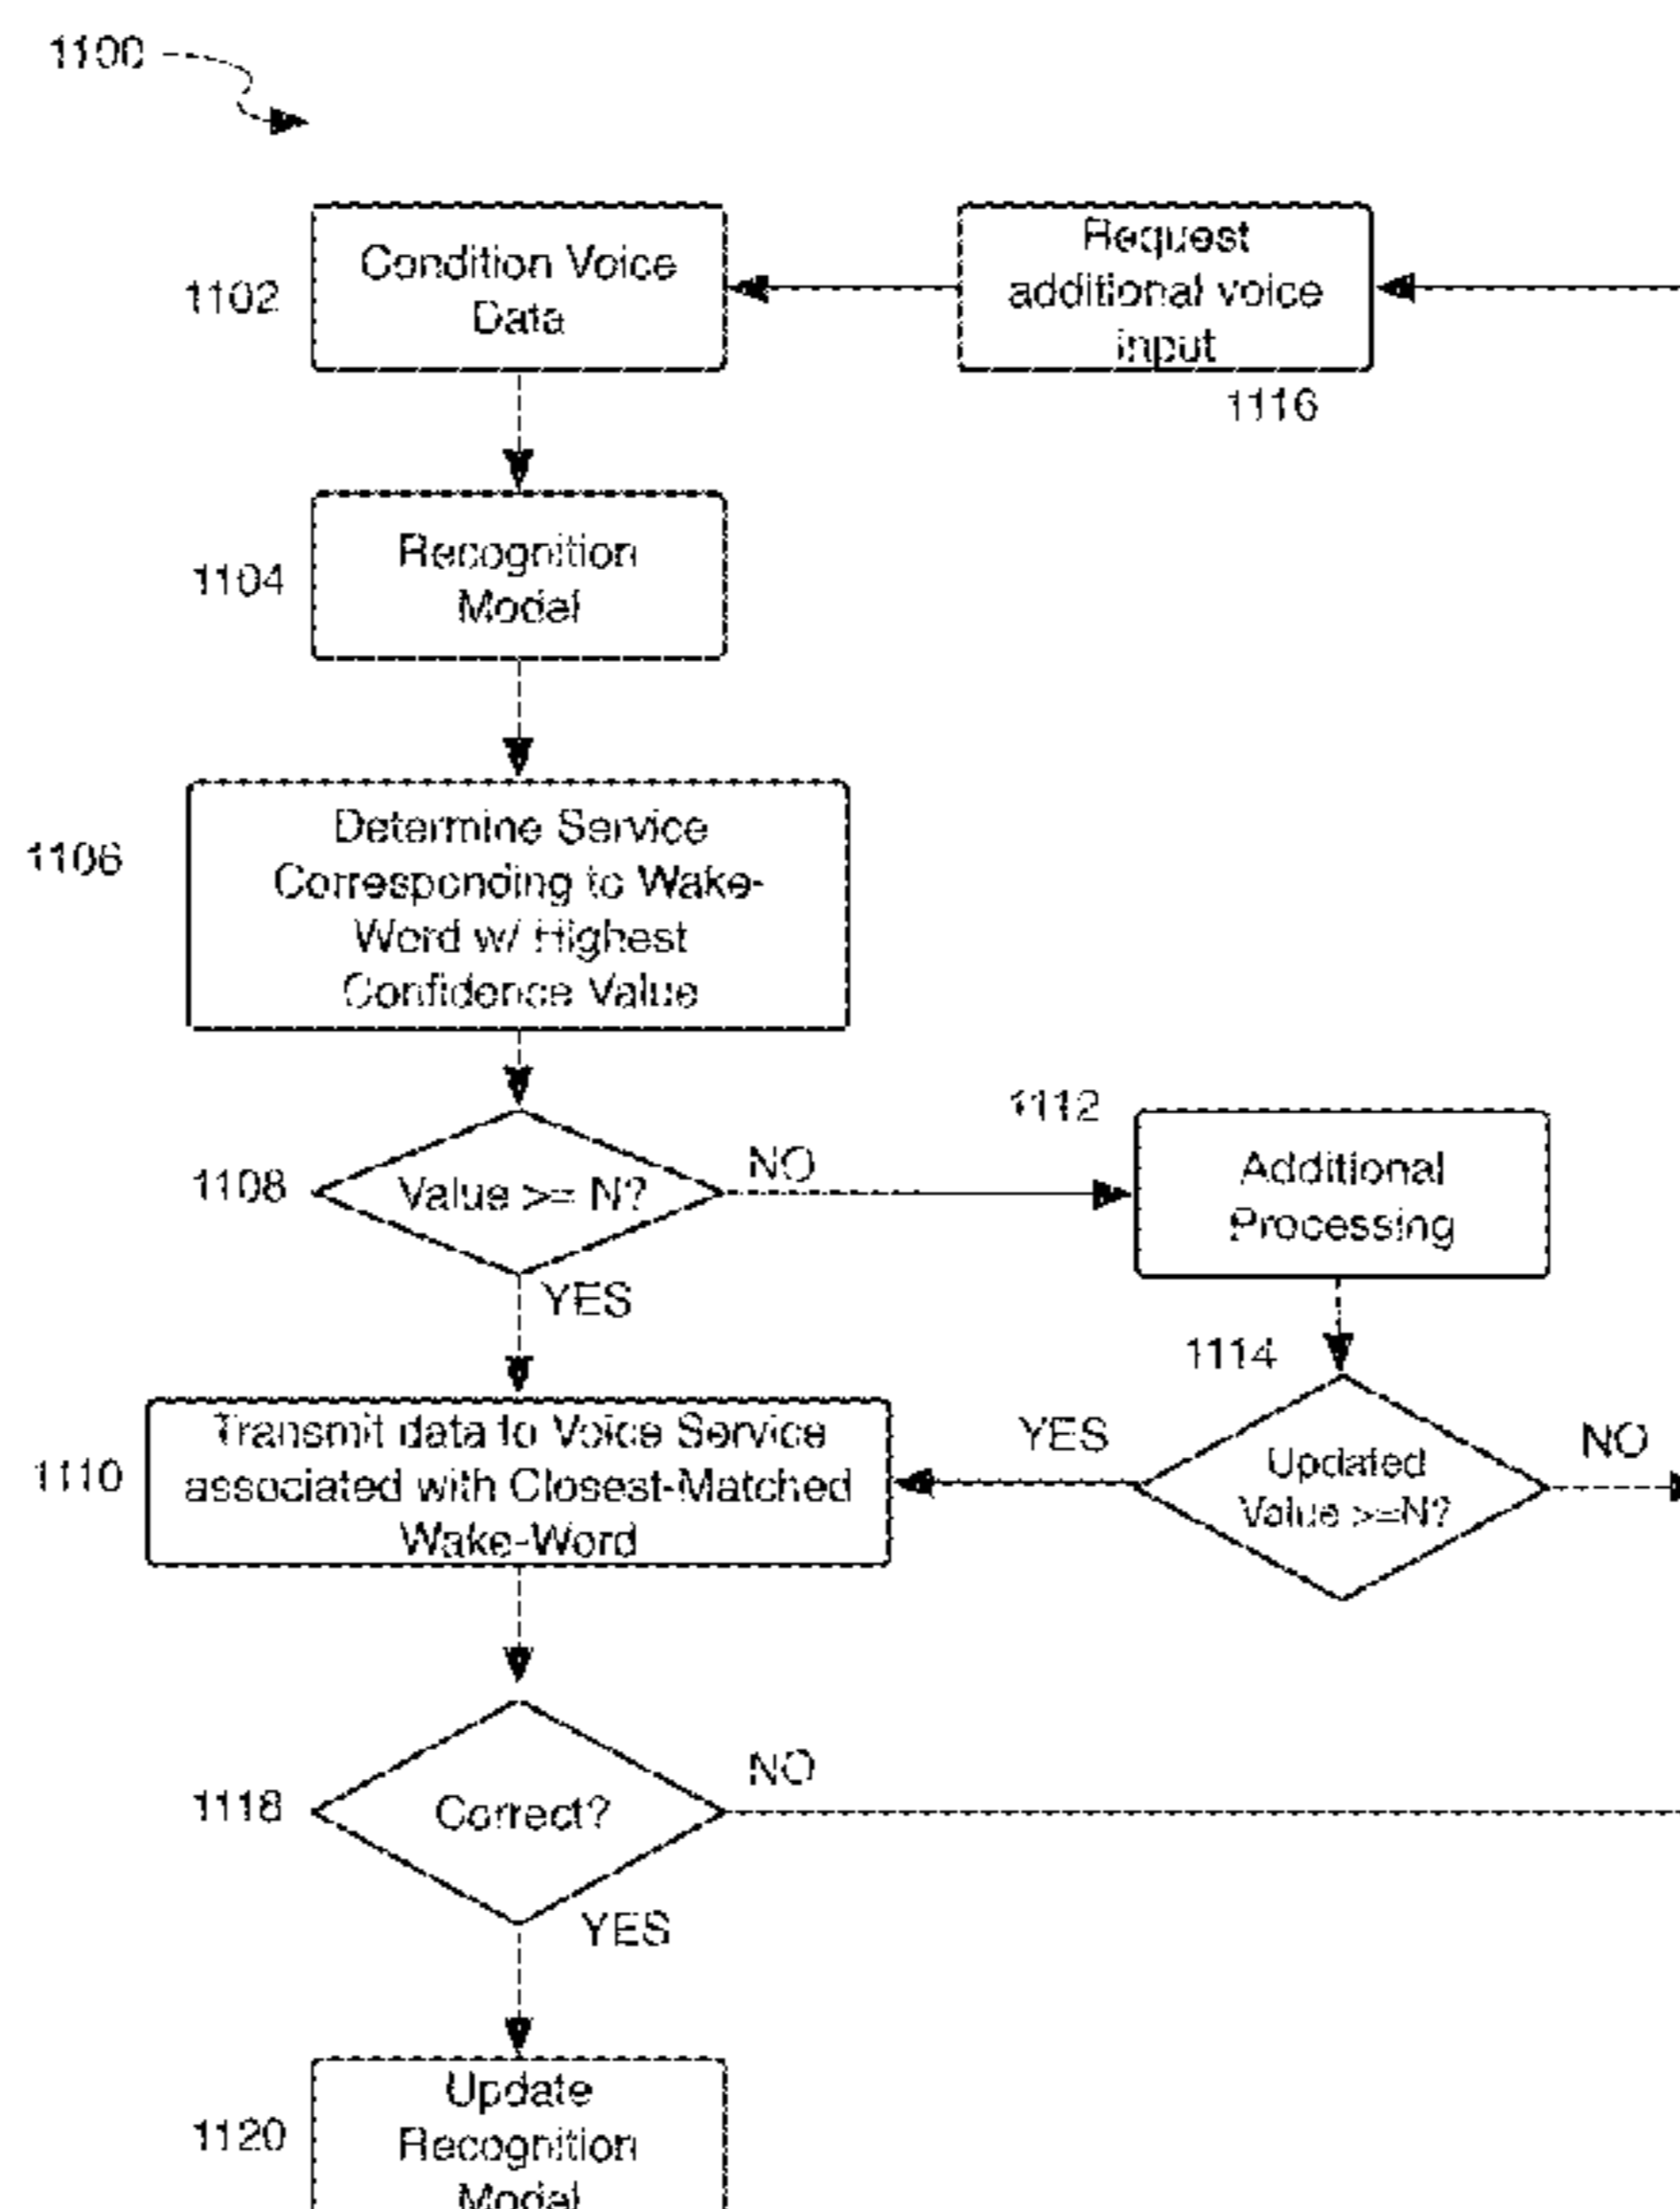 1100
1102
Condition Voice
Data
Request
additional voice
input
1116
1104
Recognition
Model
1106
Determine Service
Corresponding to Wake-
Word w/ Highest
Confidence Value
1108
Value >= N?
NO
YES
1112
Additional
Processing
1114
Updated
Value >=N?
YES
NO
1110
Transmit data to Voice Service
associated with Closest-Matched
Wake-Word
1118
Correct?
NO
YES
1120
Update
Recognition
Model